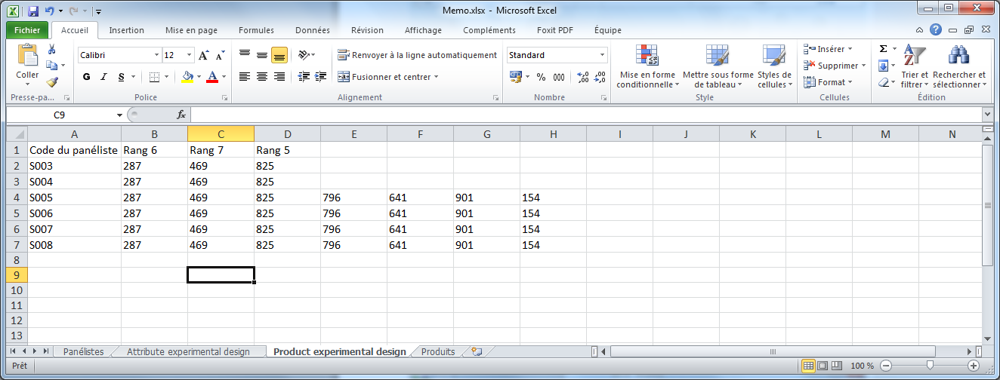 Memo.xlsx - Microsoft Excel
Fichier Accueil Insertion Mise en page Formules Données Révision Affichage Compléments Foxit PDF Équipe
Coller
Presse-pa...
Calibri 12
G I S
Police
Renvoyer à la ligne automatiquement
Fusionner et centrer
Alignement
Standard
% 000
Nombre
Mise en forme conditionnelle
Mettre sous forme de tableau
Styles de cellules
Style
Insérer
Supprimer
Format
Cellules
Σ
Trier et filtrer
Rechercher et sélectionner
Édition
C9 fx
A B C D E F G H I J K L M N
1 Code du panéliste Rang 6 Rang 7 Rang 5
2 S003 287 469 825
3 S004 287 469 825
4 S005 287 469 825 796 641 901 154
5 S006 287 469 825 796 641 901 154
6 S007 287 469 825 796 641 901 154
7 S008 287 469 825 796 641 901 154
8
9
10
11
12
13
Panélistes Attribute experimental design Product experimental design Produits
Prêt 100 %